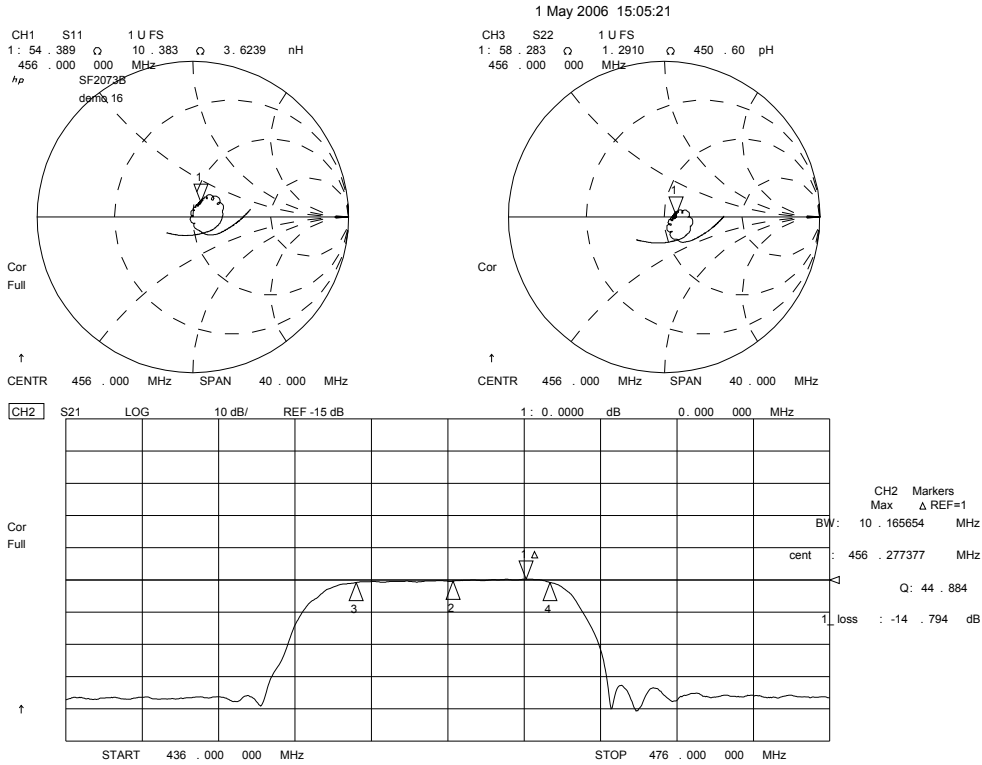 1 May 2006 15:05:21
CH1 S11 1 U FS
1 : 54 . 389 Ω 10 . 383 Ω 3.6239 nH
456 . 000 000 MHz
hp SF2073B
demo 16
1
Cor
Full
↑
CENTR 456 . 000 MHz SPAN 40 . 000 MHz
CH3 S22 1 U FS
1 : 58 . 283 Ω 1.2910 Ω 450 . 60 pH
456 . 000 000 MHz
1
Cor
↑
CENTR 456 . 000 MHz SPAN 40 . 000 MHz
CH2 S21 LOG 10 dB/ REF -15 dB 1 : 0.0000 dB 0.000 000 MHz
Cor
Full
1 Δ
3 2 4
↑
START 436 . 000 000 MHz STOP 476 . 000 000 MHz
CH2 Markers
Max Δ REF=1
BW : 10 . 165654 MHz
cent : 456 . 277377 MHz
Q: 44 . 884
1_ loss : -14 . 794 dB